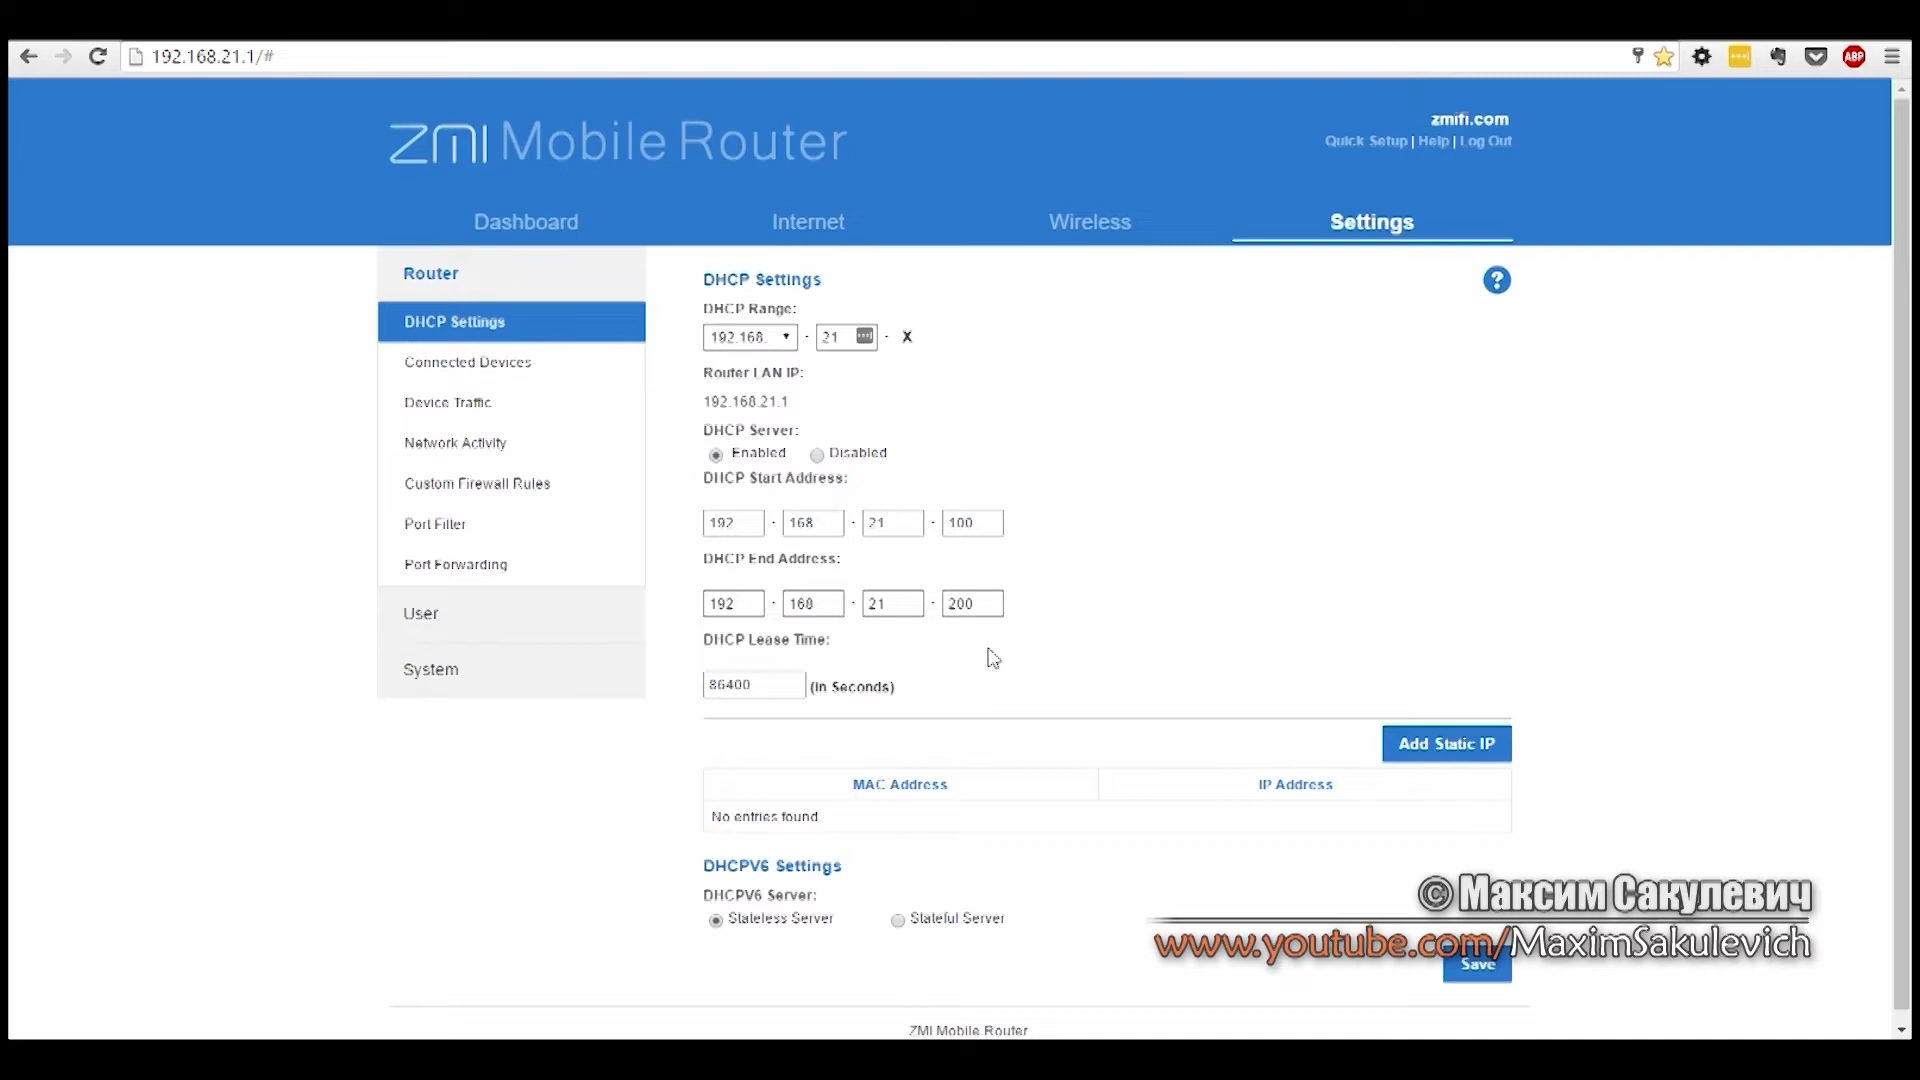 192.168.21.1/#
ABP
ZMI Mobile Router
zmifi.com
Quick Setup | Help | Log Out
Dashboard
Internet
Wireless
Settings
Router
DHCP Settings
Connected Devices
Device Traffic
Network Activity
Custom Firewall Rules
Port Filter
Port Forwarding
User
System
DHCP Settings
?
DHCP Range:
192.168. - 21 - X
Router LAN IP:
192.168.21.1
DHCP Server:
Enabled Disabled
DHCP Start Address:
192 - 168 - 21 - 100
DHCP End Address:
192 - 168 - 21 - 200
DHCP Lease Time:
86400 (In Seconds)
Add Static IP
MAC Address IP Address
No entries found
DHCPV6 Settings
DHCPV6 Server:
Stateless Server Stateful Server
© Максим Сакулевич
www.youtube.com/MaximSakulevich
Save
ZMI Mobile Router